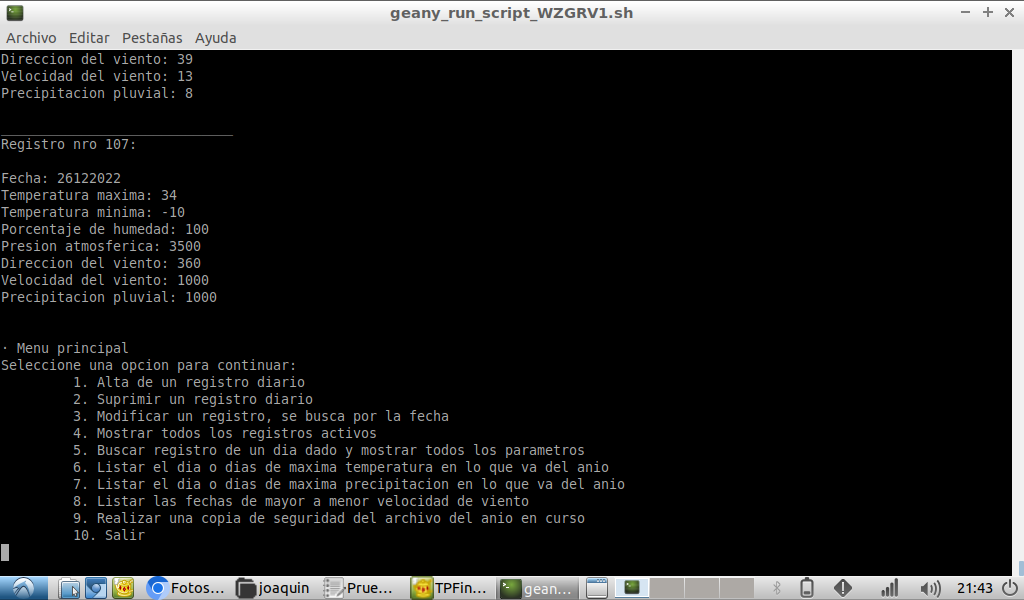 geany_run_script_WZGRV1.sh
Archivo Editar Pestañas Ayuda
Direccion del viento: 39
Velocidad del viento: 13
Precipitacion pluvial: 8
_____________________________
Registro nro 107:
Fecha: 26122022
Temperatura maxima: 34
Temperatura minima: -10
Porcentaje de humedad: 100
Presion atmosferica: 3500
Direccion del viento: 360
Velocidad del viento: 1000
Precipitacion pluvial: 1000
· Menu principal
Seleccione una opcion para continuar:
1. Alta de un registro diario
2. Suprimir un registro diario
3. Modificar un registro, se busca por la fecha
4. Mostrar todos los registros activos
5. Buscar registro de un dia dado y mostrar todos los parametros
6. Listar el dia o dias de maxima temperatura en lo que va del anio
7. Listar el dia o dias de maxima precipitacion en lo que va del anio
8. Listar las fechas de mayor a menor velocidad de viento
9. Realizar una copia de seguridad del archivo del anio en curso
10. Salir
Fotos... joaquin Prue... TPFin... gean... 21:43